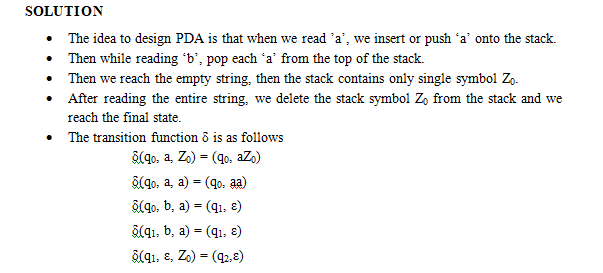 SOLUTION
• The idea to design PDA is that when we read 'a', we insert or push 'a' onto the stack.
• Then while reading 'b', pop each 'a' from the top of the stack.
• Then we reach the empty string, then the stack contains only single symbol Z₀.
• After reading the entire string, we delete the stack symbol Z₀ from the stack and we
reach the final state.
• The transition function δ is as follows
δ(q₀, a, Z₀) = (q₀, aZ₀)
δ(q₀, a, a) = (q₀, aa)
δ(q₀, b, a) = (q₁, ε)
δ(q₁, b, a) = (q₁, ε)
δ(q₁, ε, Z₀) = (q₂,ε)